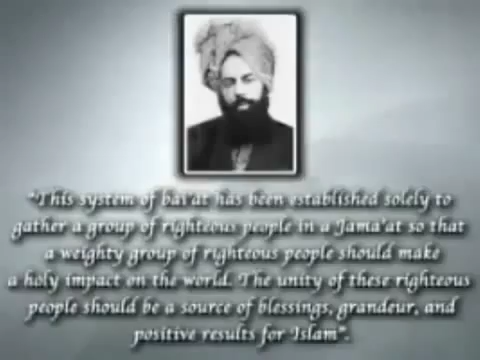 "This system of bai'at has been established solely to
gather a group of righteous people in a Jama'at so that
a weighty group of righteous people should make
a holy impact on the world. The unity of these righteous
people should be a source of blessings, grandeur, and
positive results for Islam".